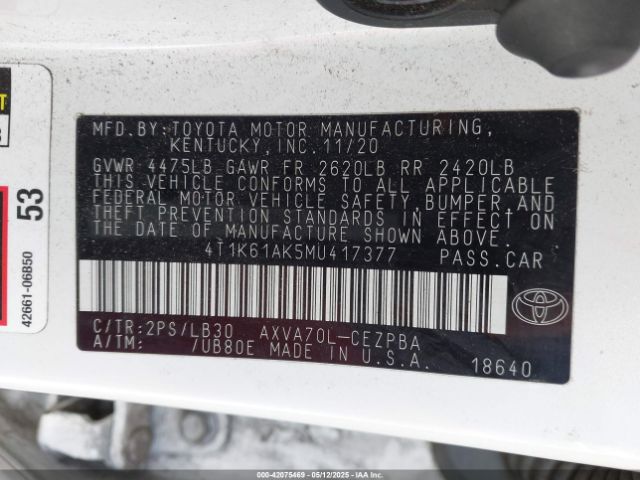 MFD.BY:TOYOTA MOTOR MANUFACTURING,
KENTUCKY, INC. 11/20
GVWR 4475LB GAWR FR 2620LB RR 2420LB
THIS VEHICLE CONFORMS TO ALL APPLICABLE
FEDERAL MOTOR VEHICLE SAFETY, BUMPER AND
THEFT PREVENTION STANDARDS IN EFFECT ON
THE DATE OF MANUFACTURE SHOWN ABOVE.
4T1K61AK5MU417377 PASS.CAR
C/TR:2PS/LB30 AXVA70L-CEZPBA
A/TM: /UB80E MADE IN U.S.A.
18640
53
42661-06B50
000-42075469 05/12/2025 IAA Inc.